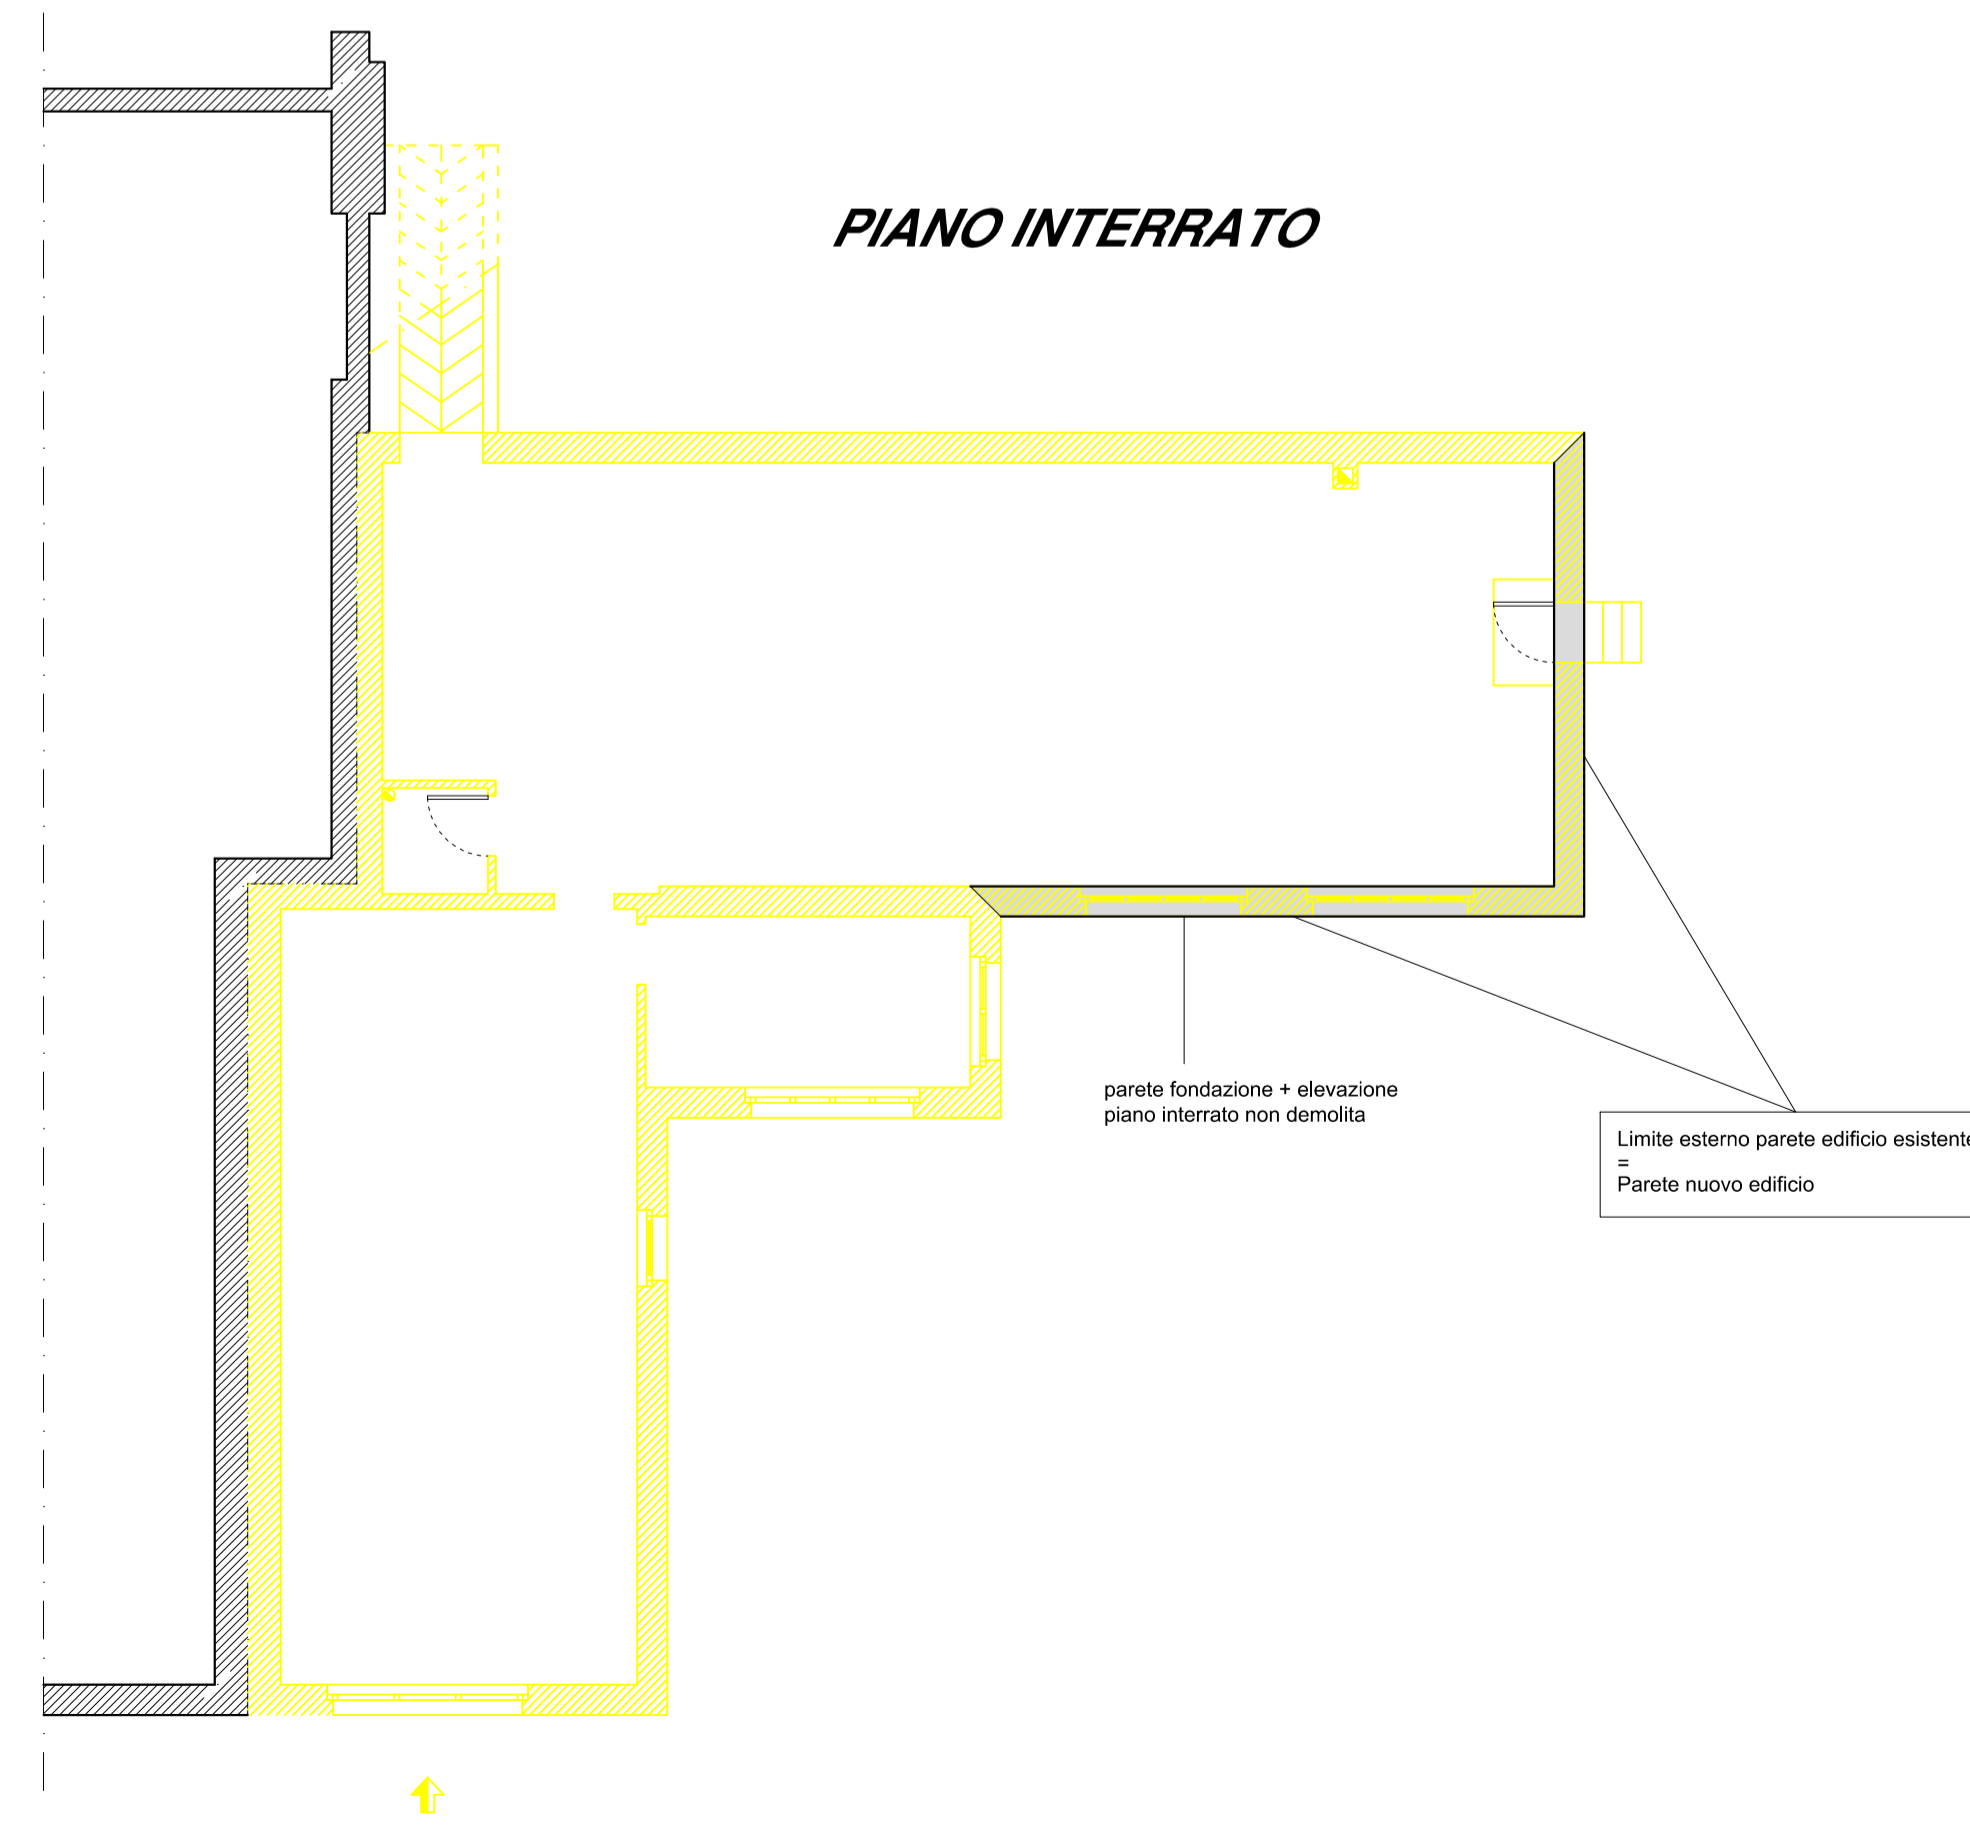 PIANO INTERRATO
parete fondazione + elevazione
piano interrato non demolita
Limite esterno parete edificio esistente
=
Parete nuovo edificio